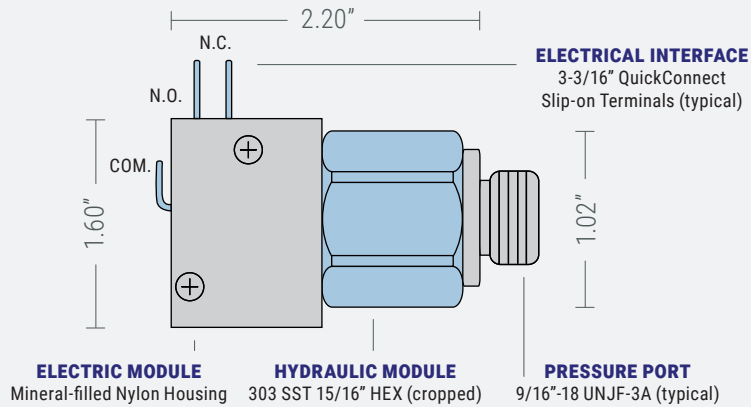 2.20”
N.C.
N.O.
COM.
ELECTRICAL INTERFACE
3-3/16” QuickConnect
Slip-on Terminals (typical)
1.60”
1.02”
ELECTRIC MODULE
Mineral-filled Nylon Housing
HYDRAULIC MODULE
303 SST 15/16” HEX (cropped)
PRESSURE PORT
9/16”-18 UNJF-3A (typical)